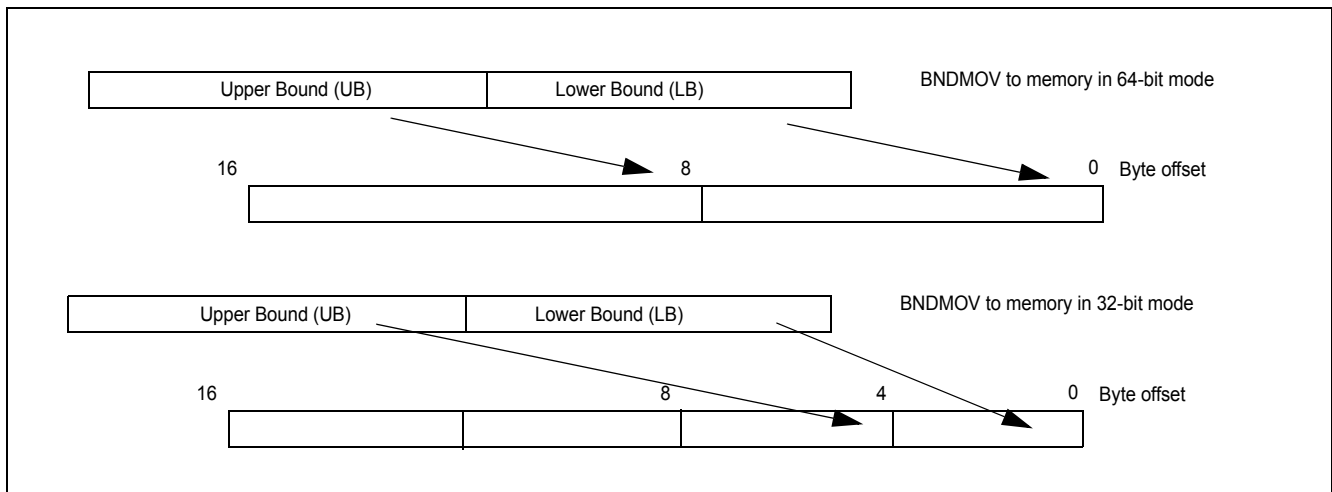 Upper Bound (UB) Lower Bound (LB) BNDMOV to memory in 64-bit mode
16 8 0 Byte offset
Upper Bound (UB) Lower Bound (LB) BNDMOV to memory in 32-bit mode
16 8 4 0 Byte offset